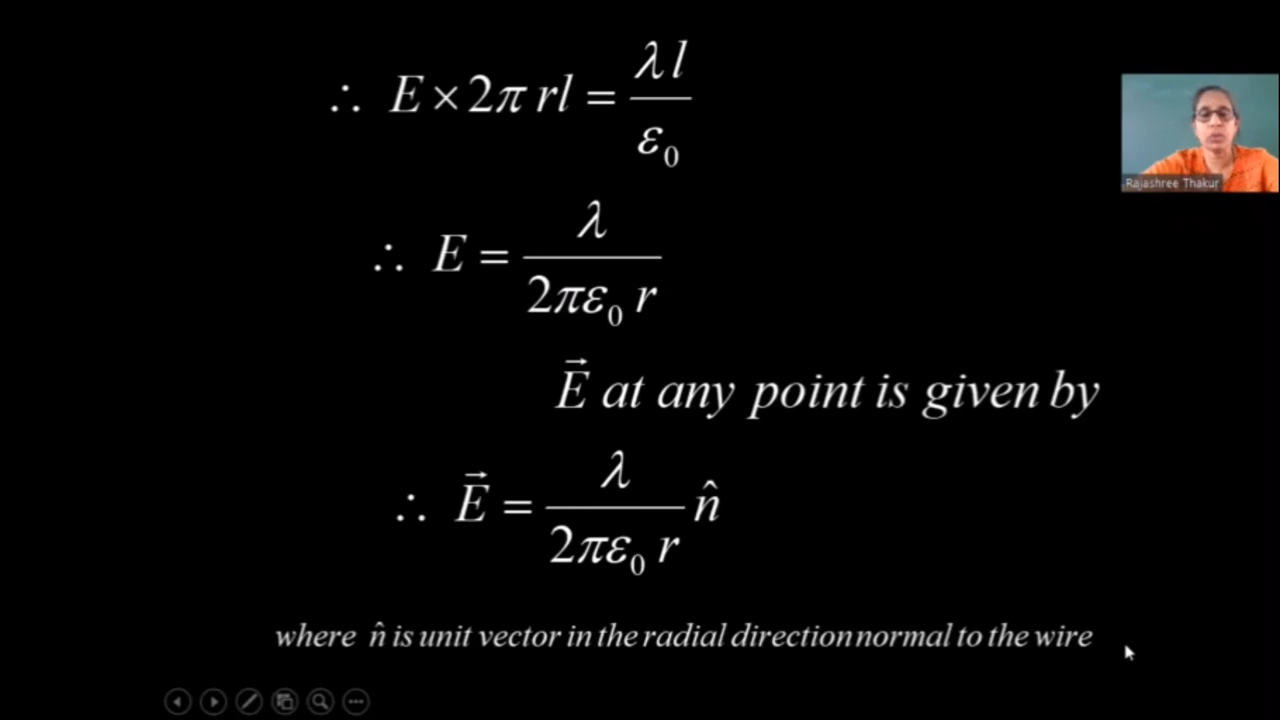 ∴ E × 2π rl = λ l / ε₀
Rajashree Thakur
∴ E = λ / 2πε₀ r
E⃗ at any point is given by
∴ E⃗ = λ / 2πε₀ r n̂
where n̂ is unit vector in the radial direction normal to the wire